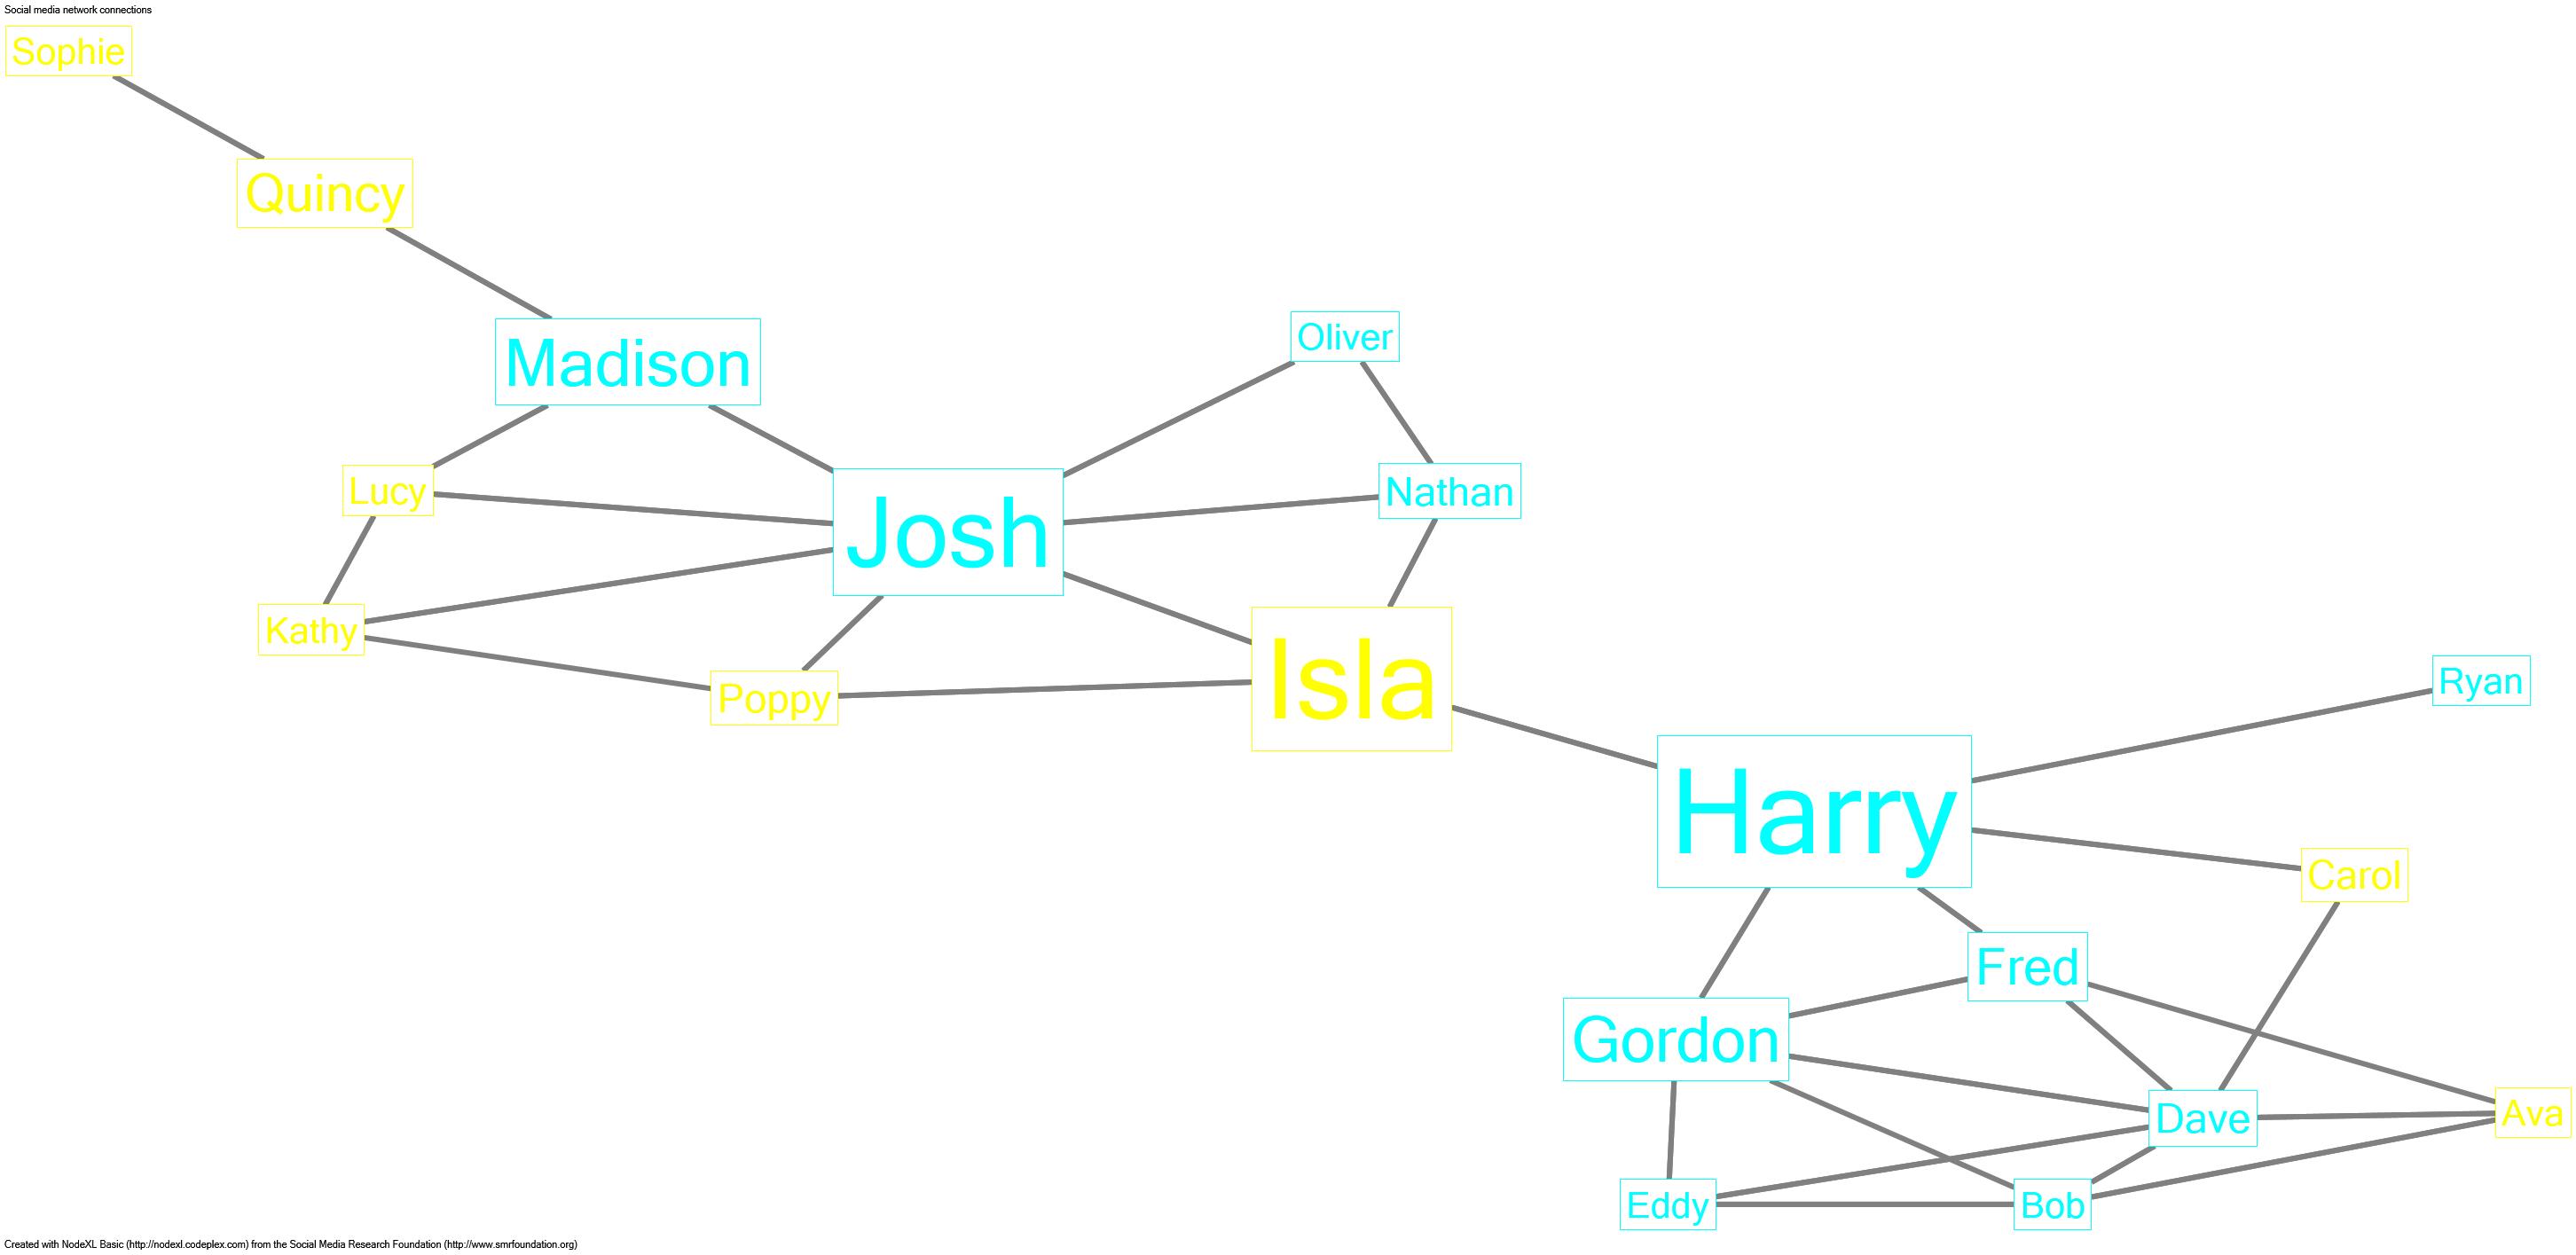 Social media network connections
Sophie
Quincy
Madison
Oliver
Lucy
Josh
Nathan
Kathy
Poppy
Isla
Ryan
Harry
Carol
Fred
Gordon
Dave
Ava
Eddy
Bob
Created with NodeXL Basic (http://nodexl.codeplex.com) from the Social Media Research Foundation (http://www.smrfoundation.org)